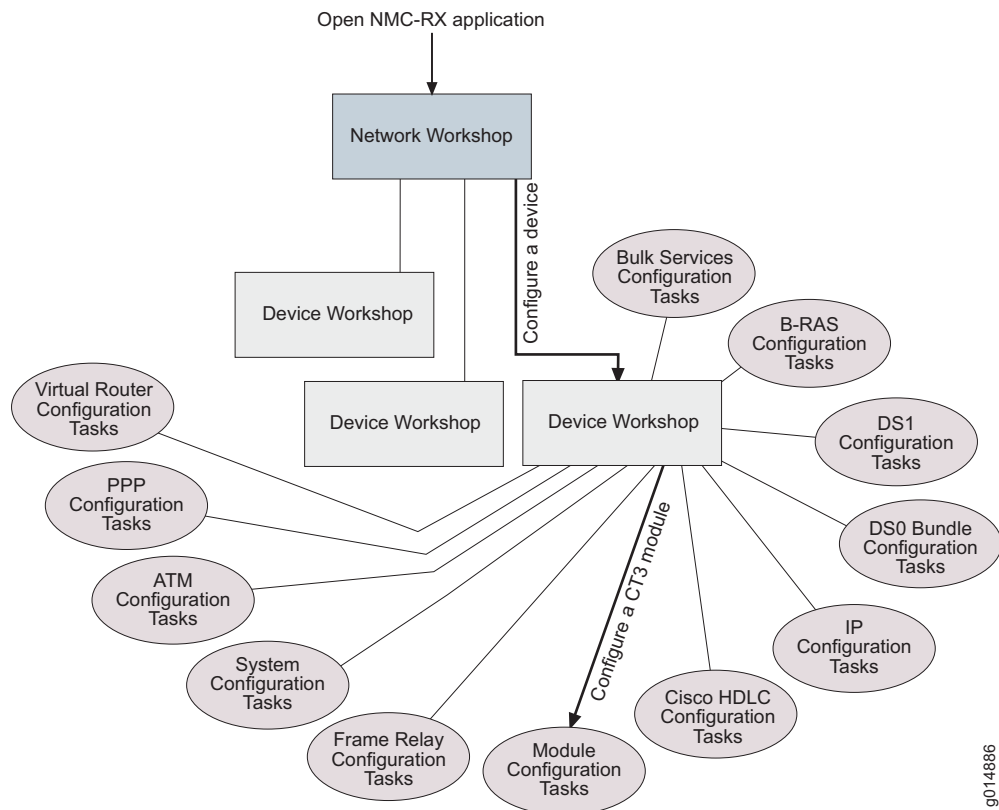 Open NMC-RX application
Network Workshop
Configure a device
Bulk Services
Configuration
Tasks
B-RAS
Configuration
Tasks
Device Workshop
Virtual Router
Configuration
Tasks
Device Workshop
Device Workshop
DS1
Configuration
Tasks
PPP
Configuration
Tasks
DS0 Bundle
Configuration
Tasks
ATM
Configuration
Tasks
Configure a CT3 module
IP
Configuration
Tasks
System
Configuration
Tasks
Cisco HDLC
Configuration
Tasks
Frame Relay
Configuration
Tasks
Module
Configuration
Tasks
g014886